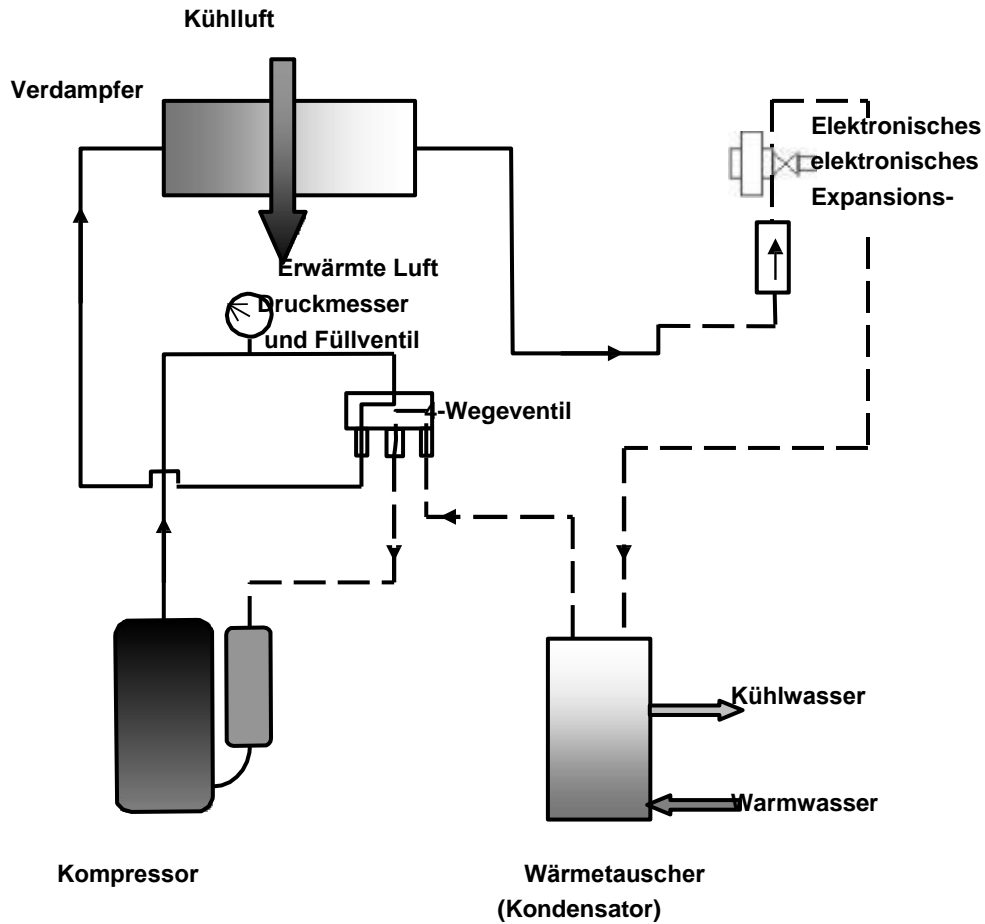 Kühlluft
Verdampfer
Elektronisches
elektronisches
Expansions-
Erwärmte Luft
Druckmesser
und Füllventil
4-Wegeventil
Kühlwasser
Warmwasser
Kompressor
Wärmetauscher
(Kondensator)